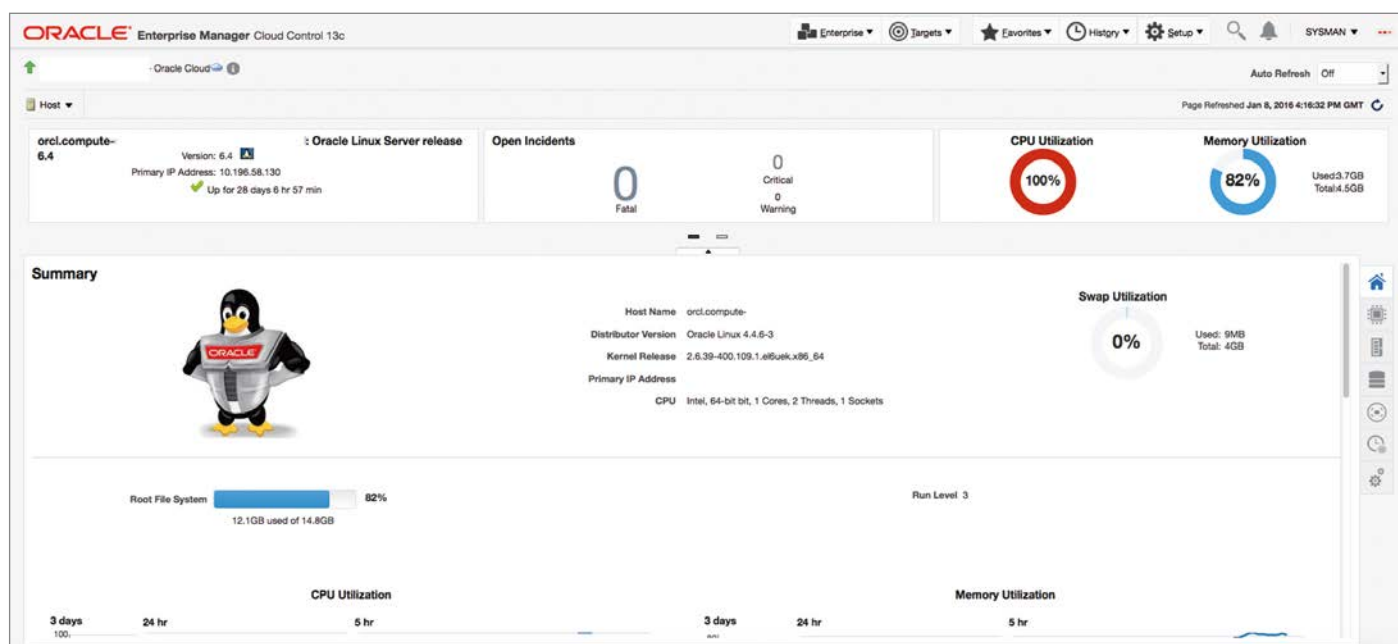 ORACLE Enterprise Manager Cloud Control 13c
Enterprise Targets Favorites History Setup SYSMAN
- Oracle Cloud
Auto Refresh Off
Host
Page Refreshed Jan 8, 2016 4:16:32 PM GMT
orcl.compute- : Oracle Linux Server release
6.4
Version: 6.4
Primary IP Address: 10.196.58.130
Up for 28 days 6 hr 57 min
Open Incidents
0
Fatal
0
Critical
0
Warning
CPU Utilization
100%
Memory Utilization
82%
Used:3.7GB
Total:4.5GB
Summary
ORACLE
Host Name orcl.compute-
Distributor Version Oracle Linux 4.4.6-3
Kernel Release 2.6.39-400.109.1.el6uek.x86_64
Primary IP Address
CPU Intel, 64-bit bit, 1 Cores, 2 Threads, 1 Sockets
Swap Utilization
0%
Used: 9MB
Total: 4GB
Root File System 82%
12.1GB used of 14.8GB
Run Level 3
CPU Utilization
3 days 24 hr 5 hr
100
Memory Utilization
3 days 24 hr 5 hr